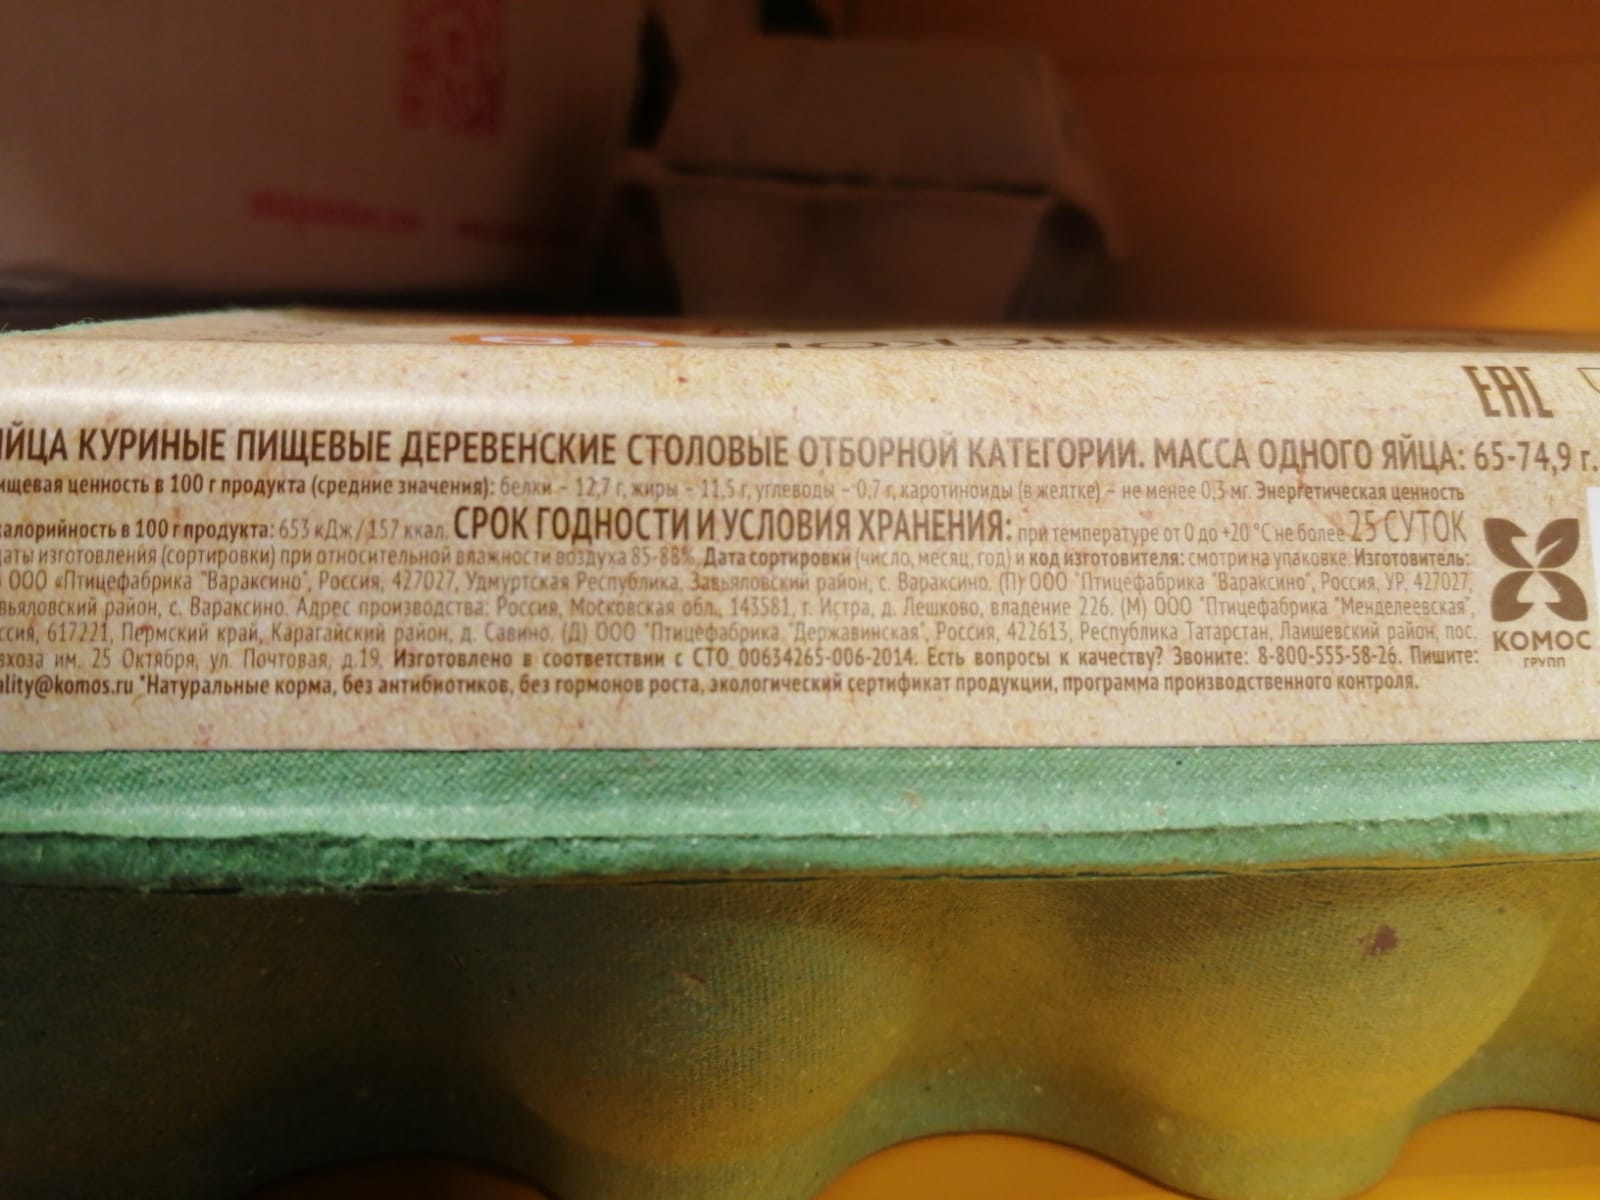 ЯЙЦА КУРИНЫЕ ПИЩЕВЫЕ ДЕРЕВЕНСКИЕ СТОЛОВЫЕ ОТБОРНОЙ КАТЕГОРИИ. МАССА ОДНОГО ЯЙЦА: 65-74,9 г.
ищевая ценность в 100 г продукта (средние значения): белки – 12,7 г, жиры – 11,5 г, углеводы – 0,7 г, каротиноиды (в желтке) – не менее 0,3 мг. Энергетическая ценность
калорийность в 100 г продукта: 653 кДж / 157 ккал. СРОК ГОДНОСТИ И УСЛОВИЯ ХРАНЕНИЯ: при температуре от 0 до +20 °С не более 25 СУТОК
даты изготовления (сортировки) при относительной влажности воздуха 85-88%. Дата сортировки (число, месяц, год) и код изготовителя: смотри на упаковке. Изготовитель:
ООО «Птицефабрика "Вараксино", Россия, 427027, Удмуртская Республика, Завьяловский район, с. Вараксино. (П) ООО "Птицефабрика "Вараксино", Россия, УР, 427027,
вьяловский район, с. Вараксино. Адрес производства: Россия, Московская обл., 143581, г. Истра, д. Лешково, владение 226. (М) ООО "Птицефабрика "Менделеевская",
ссия, 617221, Пермский край, Карагайский район, д. Савино. (Д) ООО "Птицефабрика "Державинская", Россия, 422613, Республика Татарстан, Лаишевский район, пос.
вхоза им. 25 Октября, ул. Почтовая, д.19. Изготовлено в соответствии с СТО 00634265-006-2014. Есть вопросы к качеству? Звоните: 8-800-555-58-26. Пишите:
ality@komos.ru *Натуральные корма, без антибиотиков, без гормонов роста, экологический сертификат продукции, программа производственного контроля.
EAC
КОМОС
ГРУПП